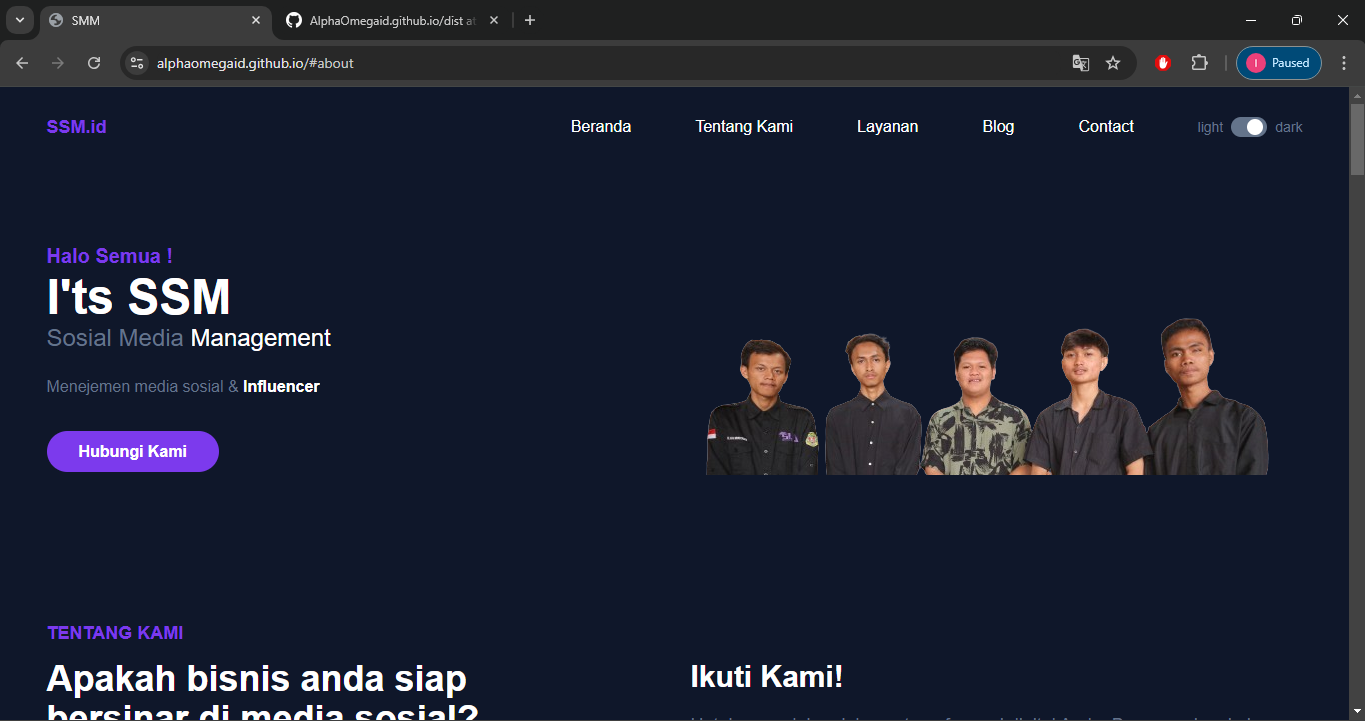 SMM
AlphaOmegaid.github.io/dist at
alphaomegaid.github.io/#about
I
Paused
SSM.id
Beranda
Tentang Kami
Layanan
Blog
Contact
light
dark
Halo Semua !
I'ts SSM
Sosial Media Management
Menejemen media sosial & Influencer
Hubungi Kami
TENTANG KAMI
Apakah bisnis anda siap
bersinar di media sosial?
Ikuti Kami!